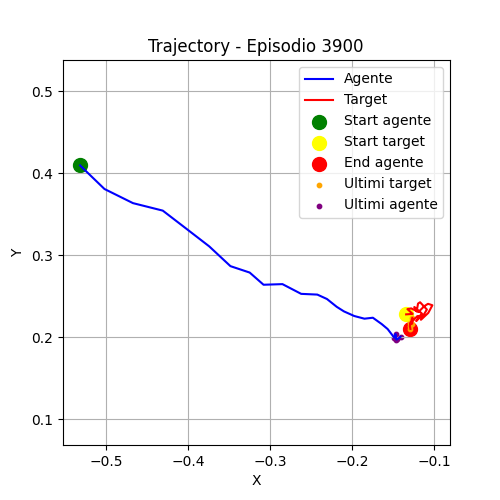 Trajectory - Episodio 3900
Agente
Target
Start agente
Start target
End agente
Ultimi target
Ultimi agente
Y
0.5
0.4
0.3
0.2
0.1
−0.5
−0.4
−0.3
−0.2
−0.1
X